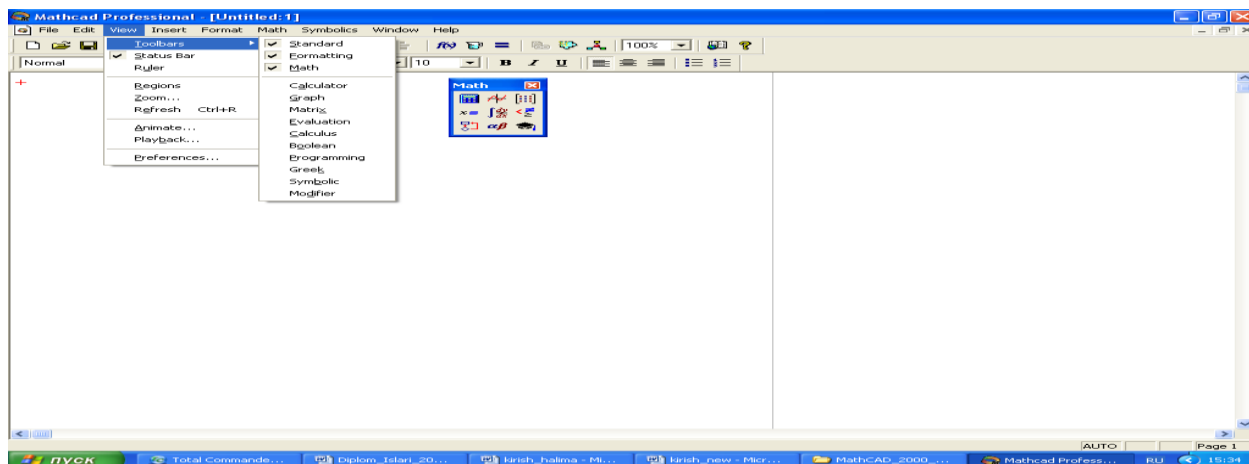 Mathcad Professional - [Untitled:1]
File Edit View Insert Format Math Symbolics Window Help
100%
Normal 10 B I U
Toolbars
Status Bar
Ruler
Regions
Zoom...
Refresh Ctrl+R
Animate...
Playback...
Preferences...
Standard
Formatting
Math
Calculator
Graph
Matrix
Evaluation
Calculus
Boolean
Programming
Greek
Symbolic
Modifier
Math
αβ
AUTO Page 1
пуск Total Commande... Diplom_Islari_20... kirish_halima - Mi... kirish_new - Micr... MathCAD_2000_... Mathcad Profess... RU 15:34